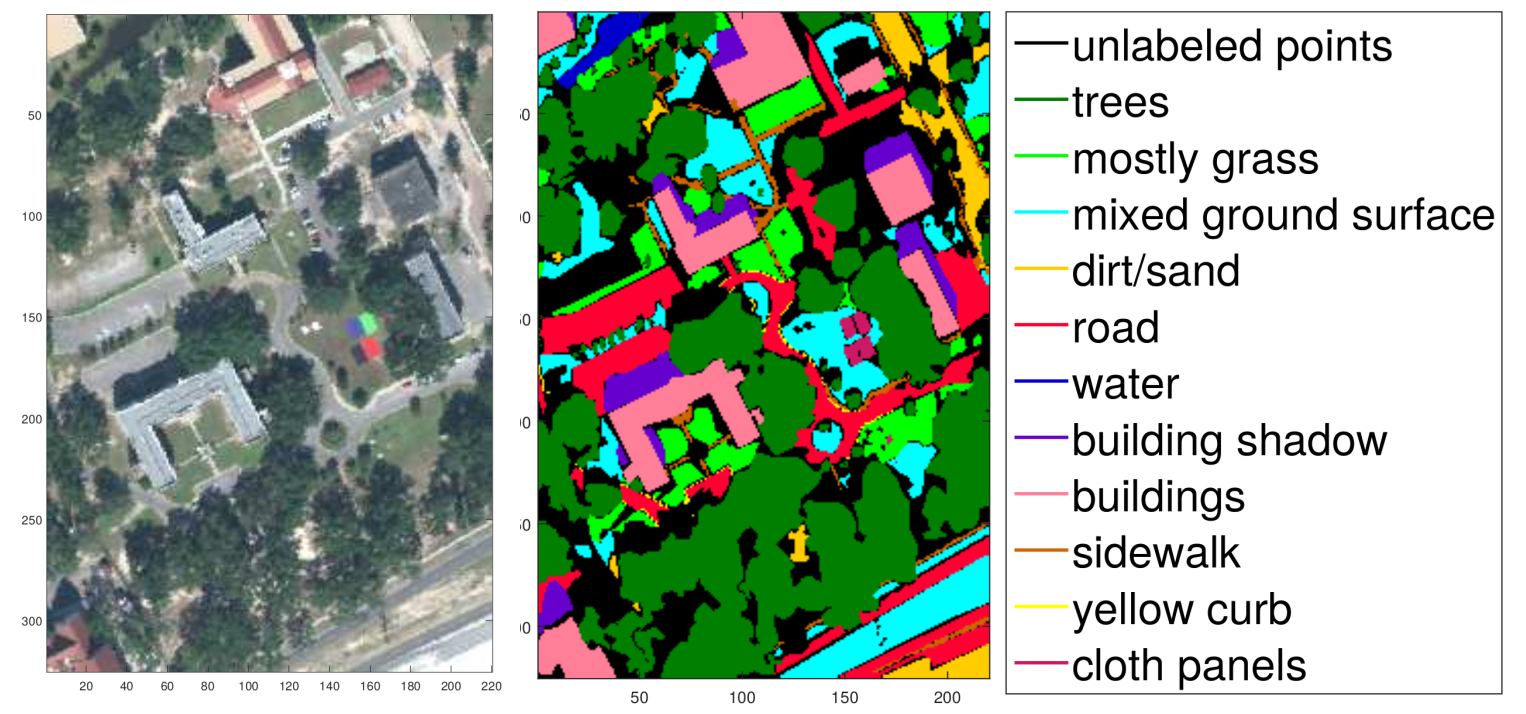 50
100
150
200
250
300
20 40 60 80 100 120 140 160 180 200 220
50 100 150 200
unlabeled points
trees
mostly grass
mixed ground surface
dirt/sand
road
water
building shadow
buildings
sidewalk
yellow curb
cloth panels